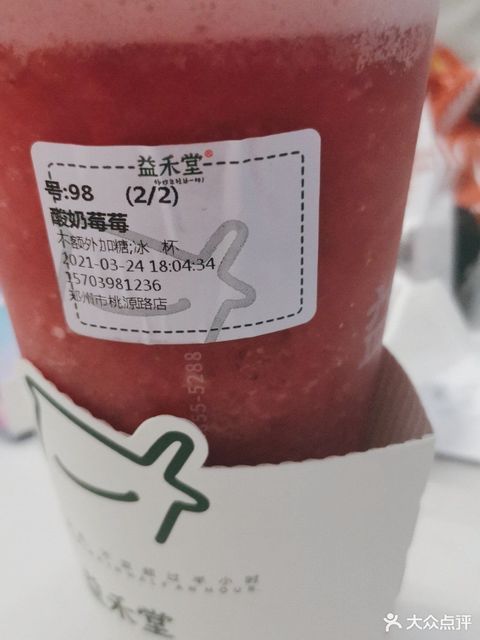 益禾堂®
号:98 (2/2)
酸奶莓莓
不额外加糖;冰 杯
2021-03-24 18:04:34
15703981236
郑州市桃源路店
55-5288
益禾堂
大众点评